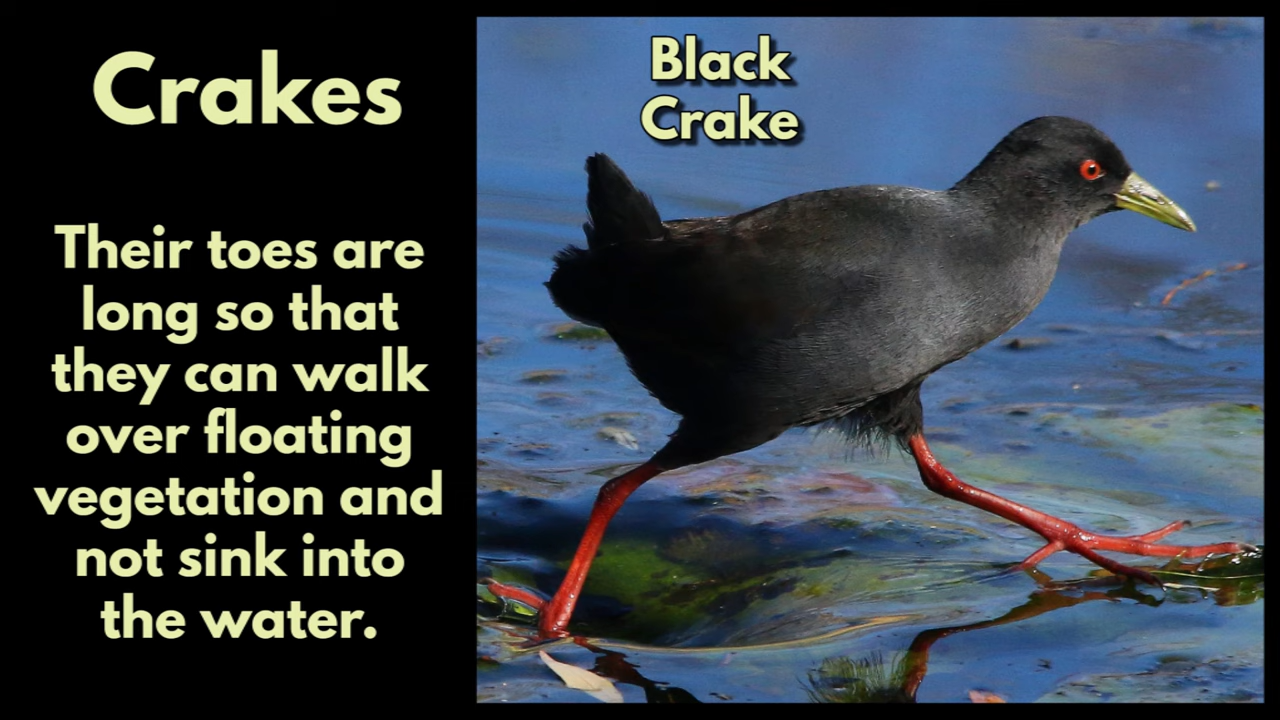 Crakes
Their toes are
long so that
they can walk
over floating
vegetation and
not sink into
the water.
Black
Crake